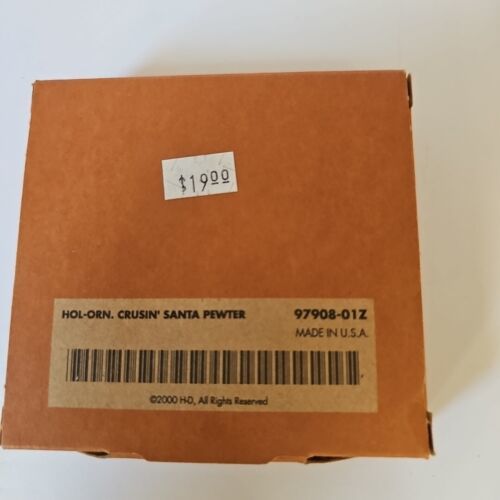 $19.00
HOL-ORN. CRUSIN' SANTA PEWTER 97908-01Z
MADE IN U.S.A.
©2000 H-D, All Rights Reserved